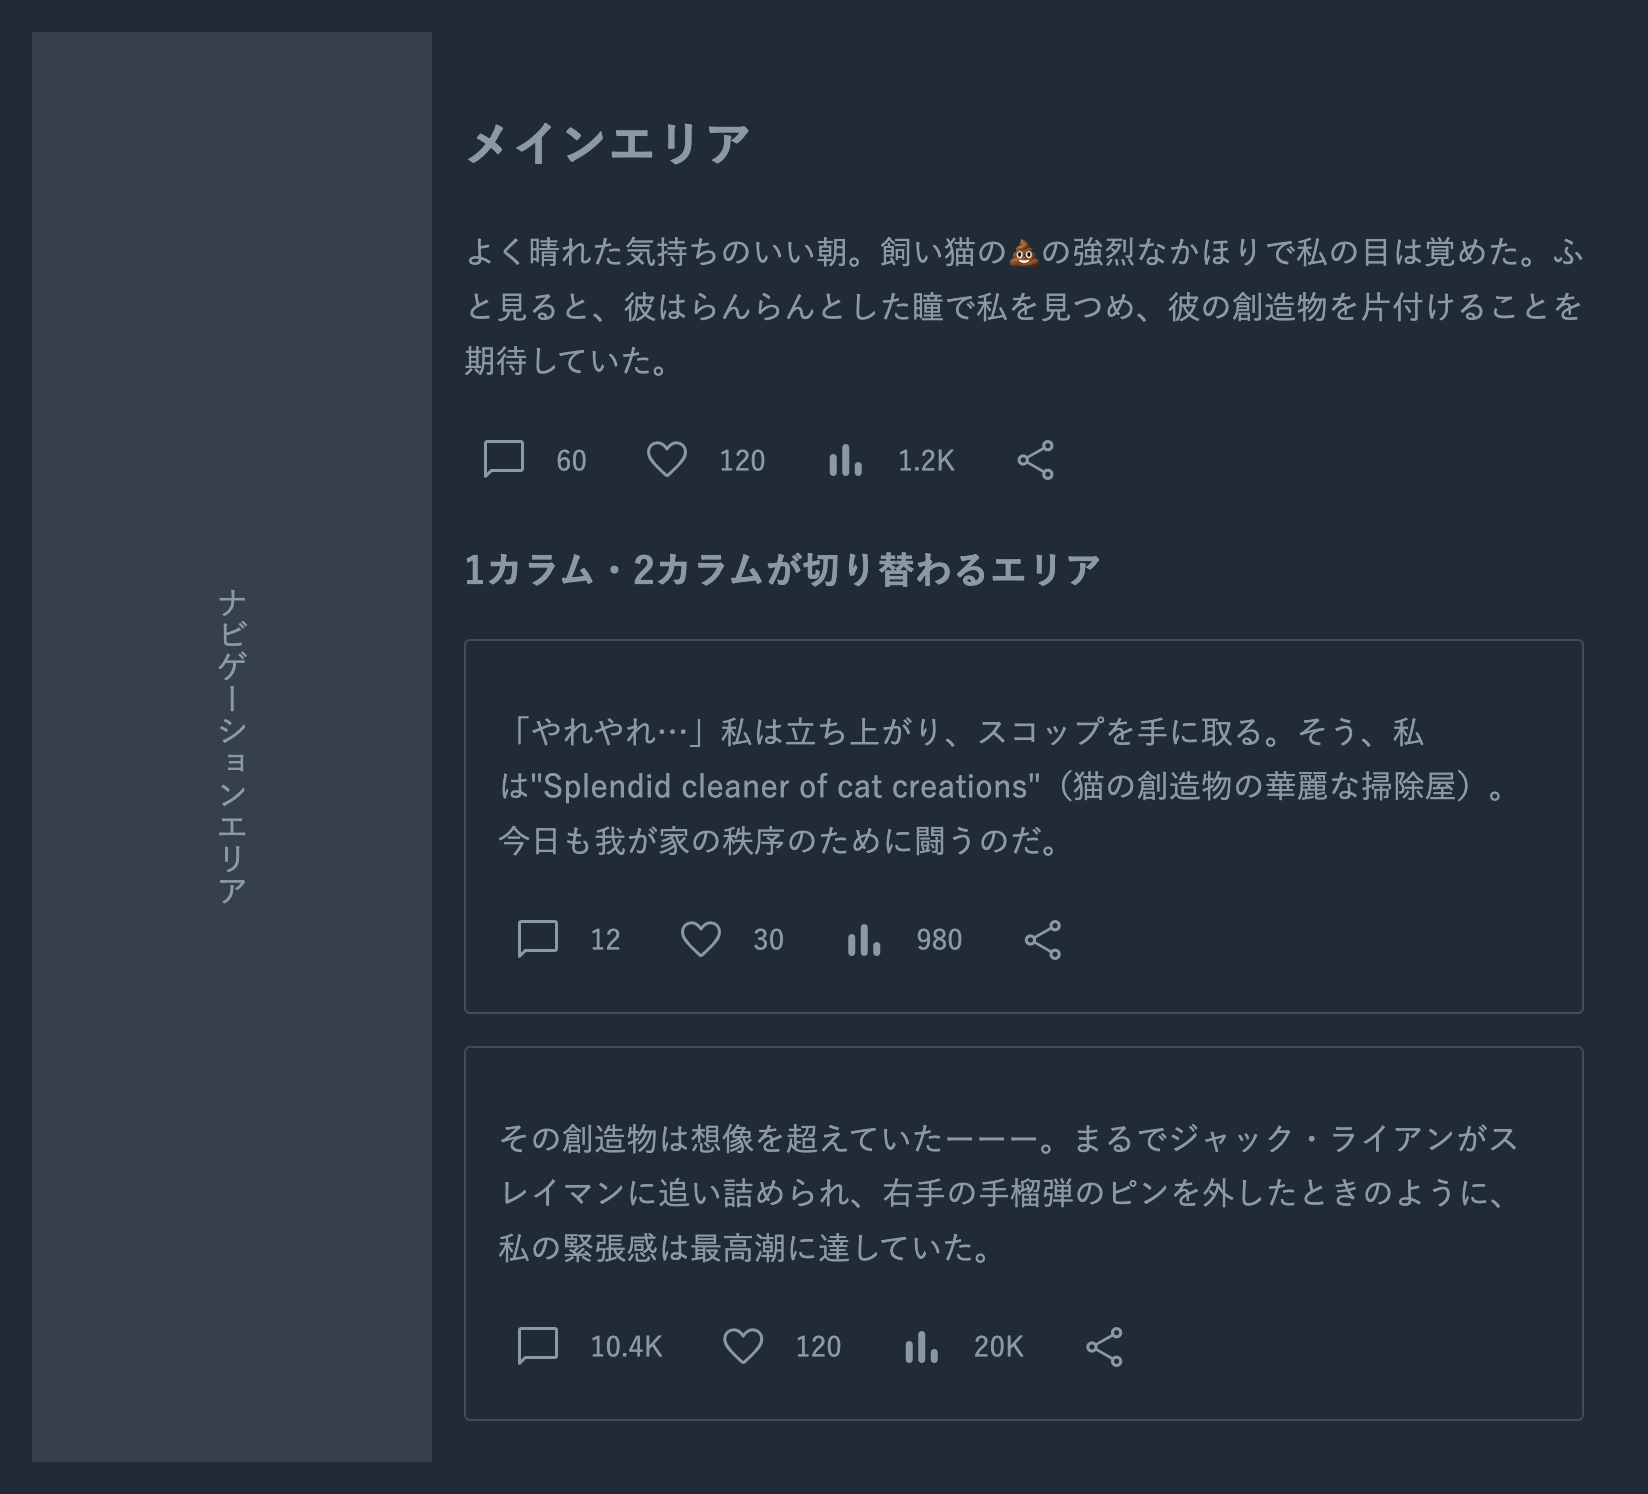 ナビゲーションエリア
メインエリア
よく晴れた気持ちのいい朝。飼い猫の💩の強烈なかほりで私の目は覚めた。ふ
と見ると、彼はらんらんとした瞳で私を見つめ、彼の創造物を片付けることを
期待していた。
60 120 1.2K
1カラム・2カラムが切り替わるエリア
「やれやれ…」私は立ち上がり、スコップを手に取る。そう、私
は"Splendid cleaner of cat creations"（猫の創造物の華麗な掃除屋）。
今日も我が家の秩序のために闘うのだ。
12 30 980
その創造物は想像を超えていたーーー。まるでジャック・ライアンがス
レイマンに追い詰められ、右手の手榴弾のピンを外したときのように、
私の緊張感は最高潮に達していた。
10.4K 120 20K